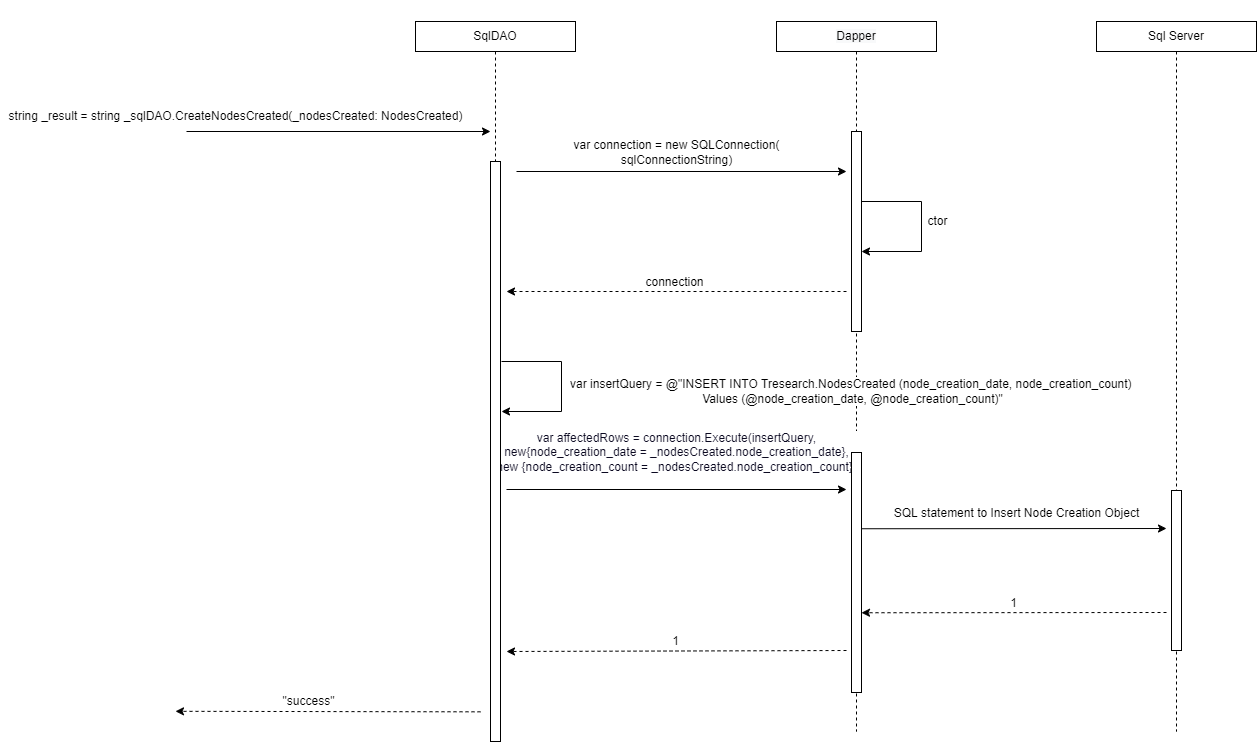 SqlDAO
Dapper
Sql Server
string _result = string _sqlDAO.CreateNodesCreated(_nodesCreated: NodesCreated)
var connection = new SQLConnection(
sqlConnectionString)
ctor
connection
var insertQuery = @"INSERT INTO Tresearch.NodesCreated (node_creation_date, node_creation_count)
Values (@node_creation_date, @node_creation_count)"
var affectedRows = connection.Execute(insertQuery,
new{node_creation_date = _nodesCreated.node_creation_date},
new {node_creation_count = _nodesCreated.node_creation_count}
SQL statement to Insert Node Creation Object
1
1
"success"